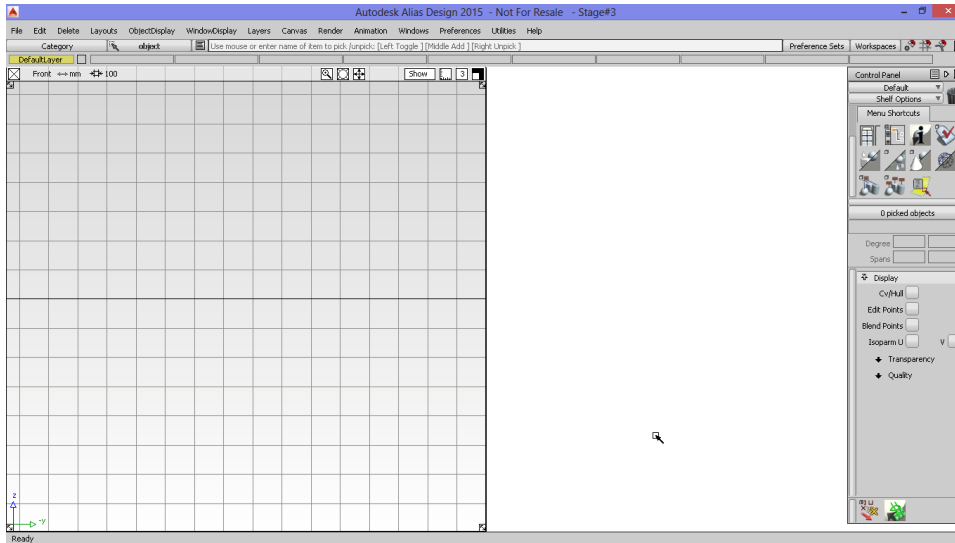 Autodesk Alias Design 2015 - Not For Resale - Stage#3
File Edit Delete Layouts ObjectDisplay WindowDisplay Layers Canvas Render Animation Windows Preferences Utilities Help
Category object Use mouse or enter name of item to pick /unpick: [Left Toggle ] [Middle Add ] [Right Unpick ] Preference Sets Workspaces
DefaultLayer
Front mm 100 Show 3 Control Panel
Default
Shelf Options
Menu Shortcuts
0 picked objects
Degree
Spans
Display
Cv/Hull
Edit Points
Blend Points
Isoparm U V
Transparency
Quality
z
-y
Ready